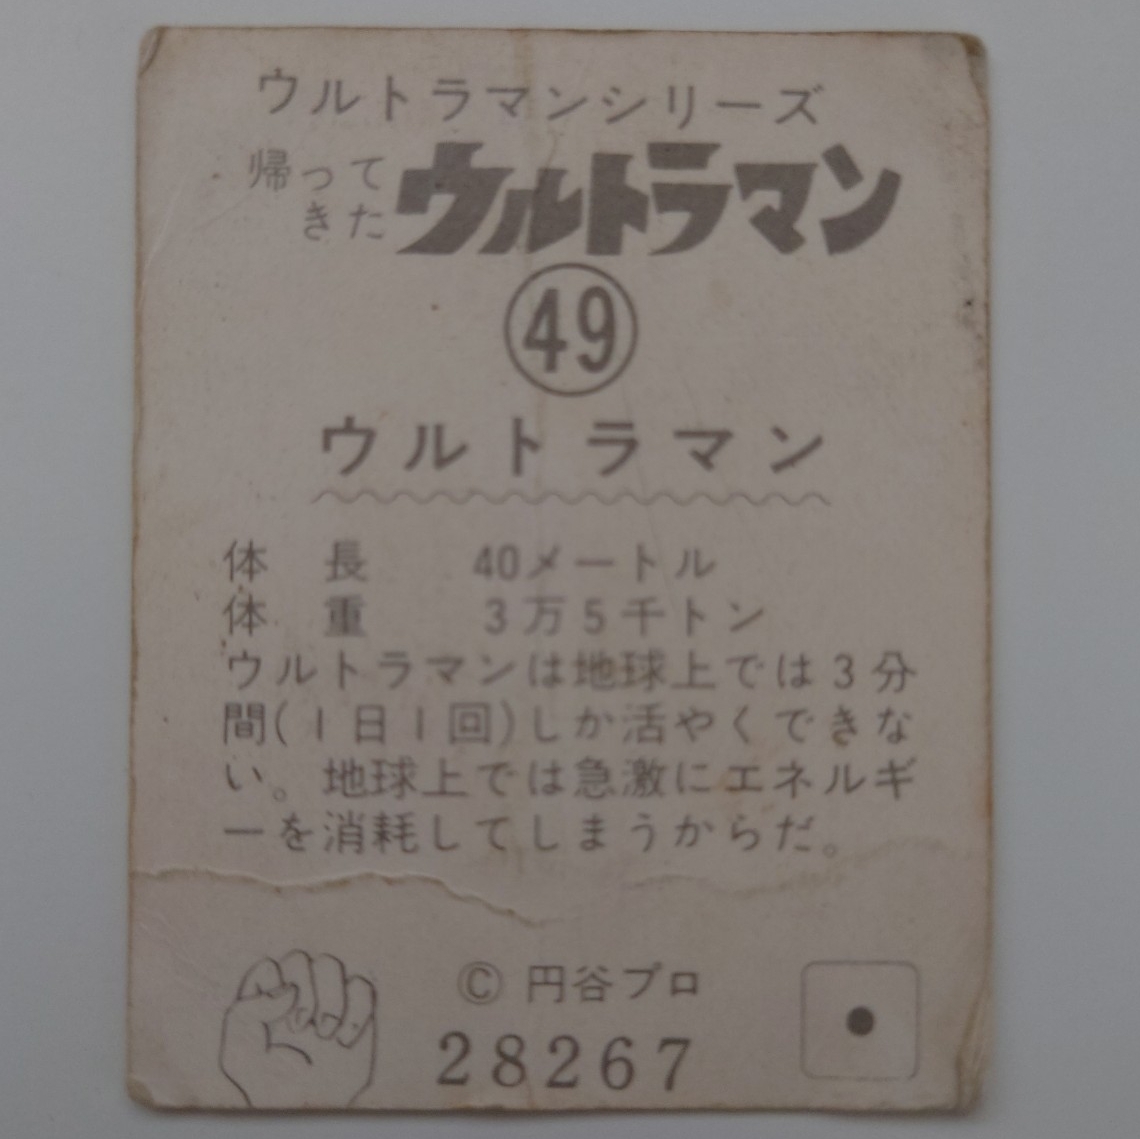 ウルトラマンシリーズ
帰って
きた
ウルトラマン
49
ウルトラマン
体 長 40メートル
体 重 3万5千トン
ウルトラマンは地球上では3分
間(1日1回)しか活やくできな
い。地球上では急激にエネルギ
ーを消耗してしまうからだ。
© 円谷プロ
28267